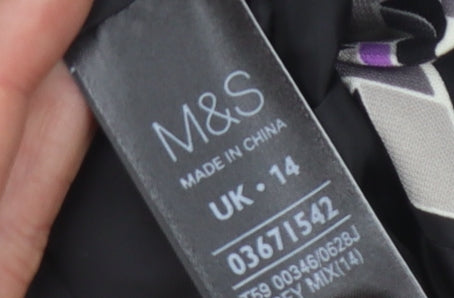 M&S
MADE IN CHINA
UK • 14
03671542
T59 00346/0628J
MIX(14)